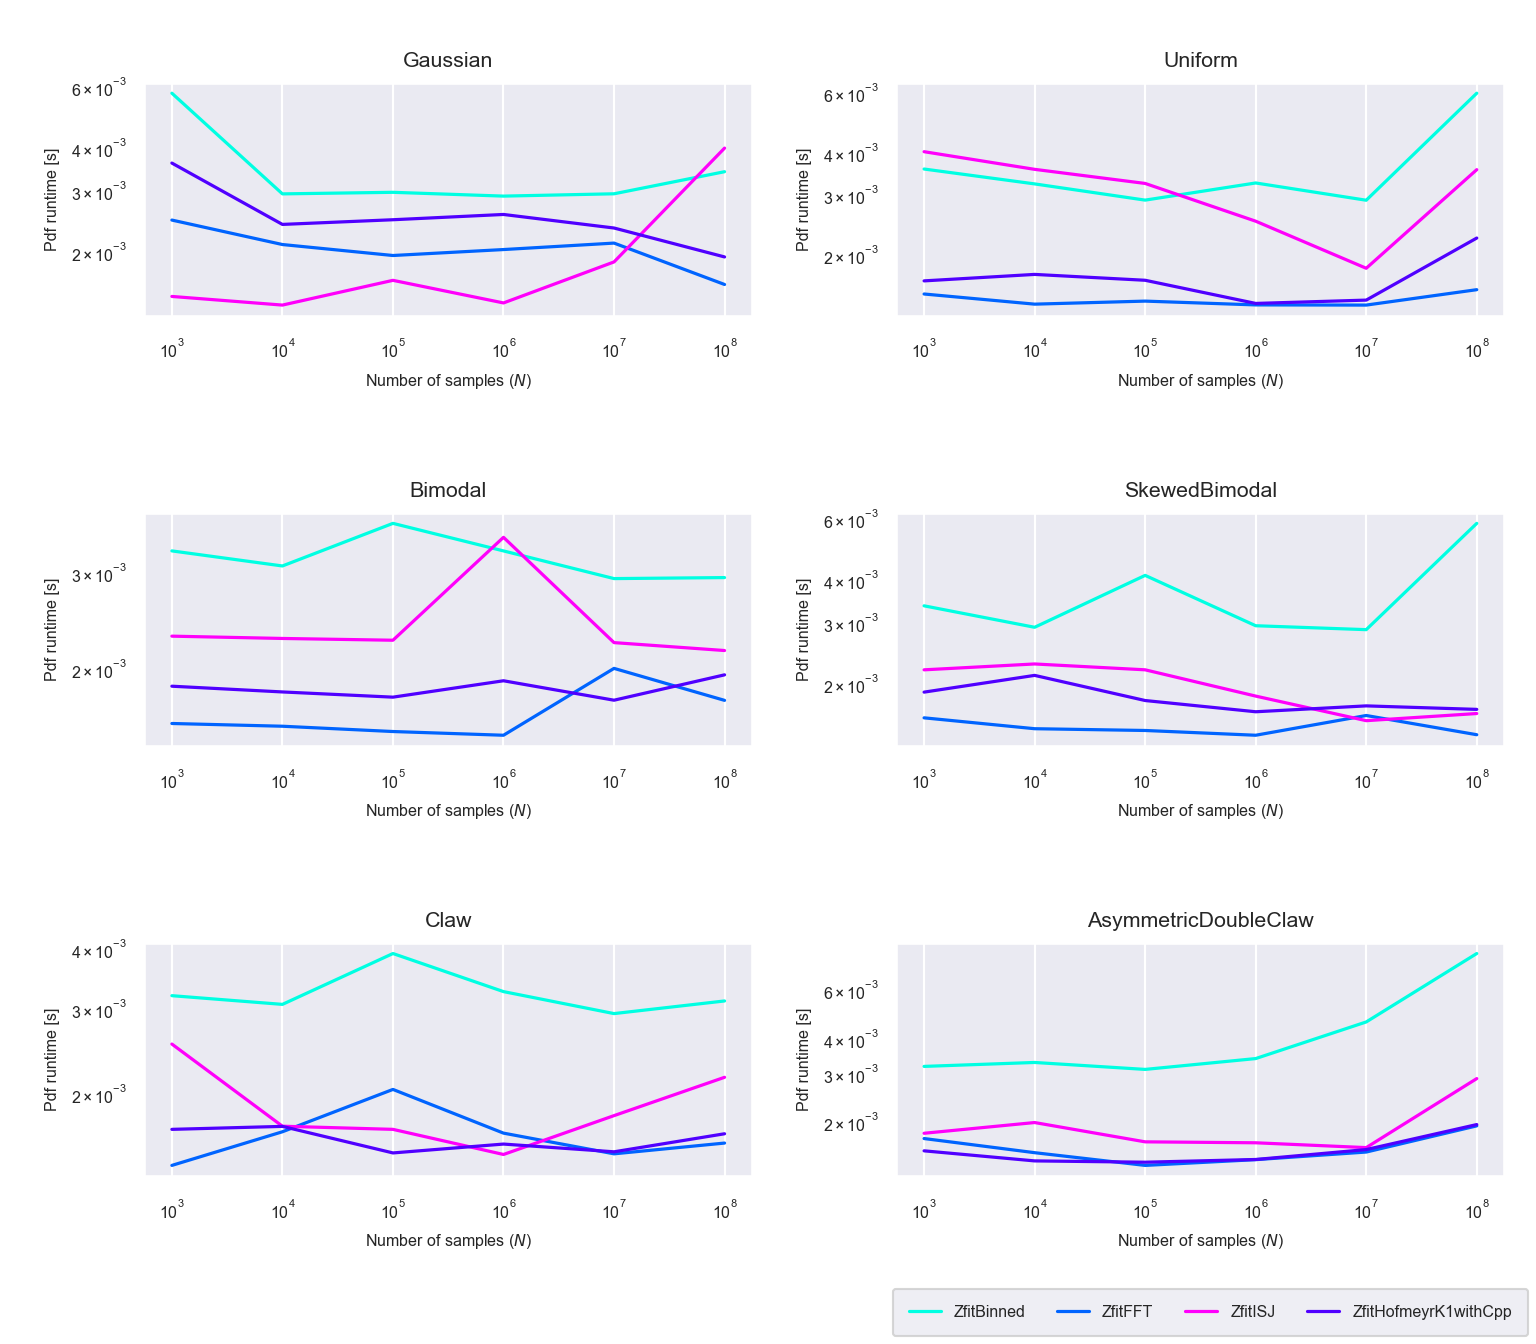 Gaussian
6 × 10⁻³
4 × 10⁻³
3 × 10⁻³
2 × 10⁻³
Pdf runtime [s]
10³ 10⁴ 10⁵ 10⁶ 10⁷ 10⁸
Number of samples (N)
Uniform
6 × 10⁻³
4 × 10⁻³
3 × 10⁻³
2 × 10⁻³
Pdf runtime [s]
10³ 10⁴ 10⁵ 10⁶ 10⁷ 10⁸
Number of samples (N)
Bimodal
3 × 10⁻³
2 × 10⁻³
Pdf runtime [s]
10³ 10⁴ 10⁵ 10⁶ 10⁷ 10⁸
Number of samples (N)
SkewedBimodal
6 × 10⁻³
4 × 10⁻³
3 × 10⁻³
2 × 10⁻³
Pdf runtime [s]
10³ 10⁴ 10⁵ 10⁶ 10⁷ 10⁸
Number of samples (N)
Claw
4 × 10⁻³
3 × 10⁻³
2 × 10⁻³
Pdf runtime [s]
10³ 10⁴ 10⁵ 10⁶ 10⁷ 10⁸
Number of samples (N)
AsymmetricDoubleClaw
6 × 10⁻³
4 × 10⁻³
3 × 10⁻³
2 × 10⁻³
Pdf runtime [s]
10³ 10⁴ 10⁵ 10⁶ 10⁷ 10⁸
Number of samples (N)
ZfitBinned ZfitFFT ZfitISJ ZfitHofmeyrK1withCpp